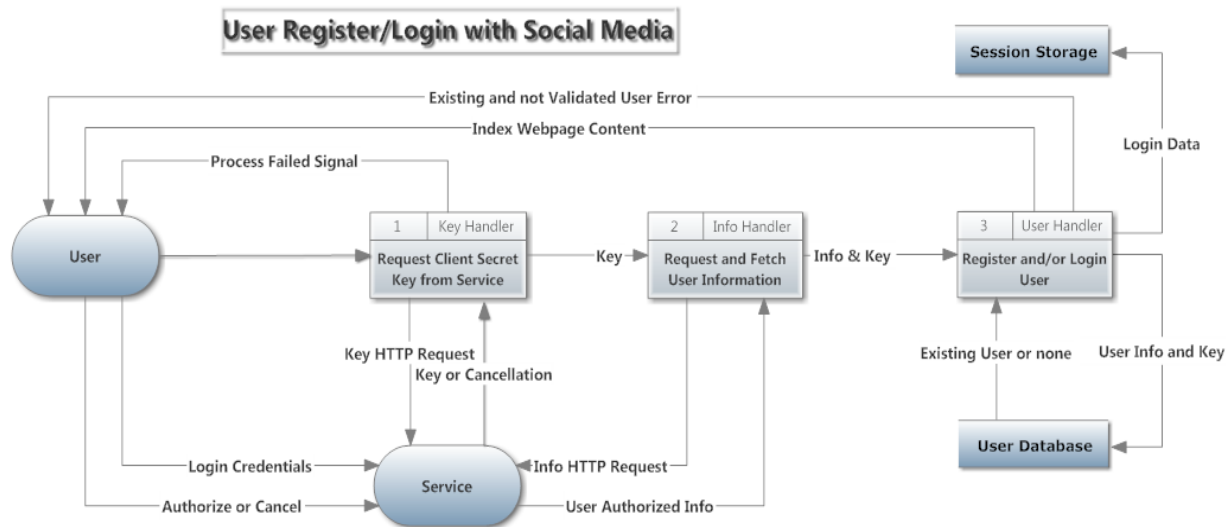 User Register/Login with Social Media
Session Storage
Existing and not Validated User Error
Index Webpage Content
Login Data
Process Failed Signal
1
Key Handler
2
Info Handler
3
User Handler
User
Request Client Secret
Key from Service
Key
Request and Fetch
User Information
Info & Key
Register and/or Login
User
Key HTTP Request
Key or Cancellation
Existing User or none
User Info and Key
User Database
Login Credentials
Info HTTP Request
Service
Authorize or Cancel
User Authorized Info